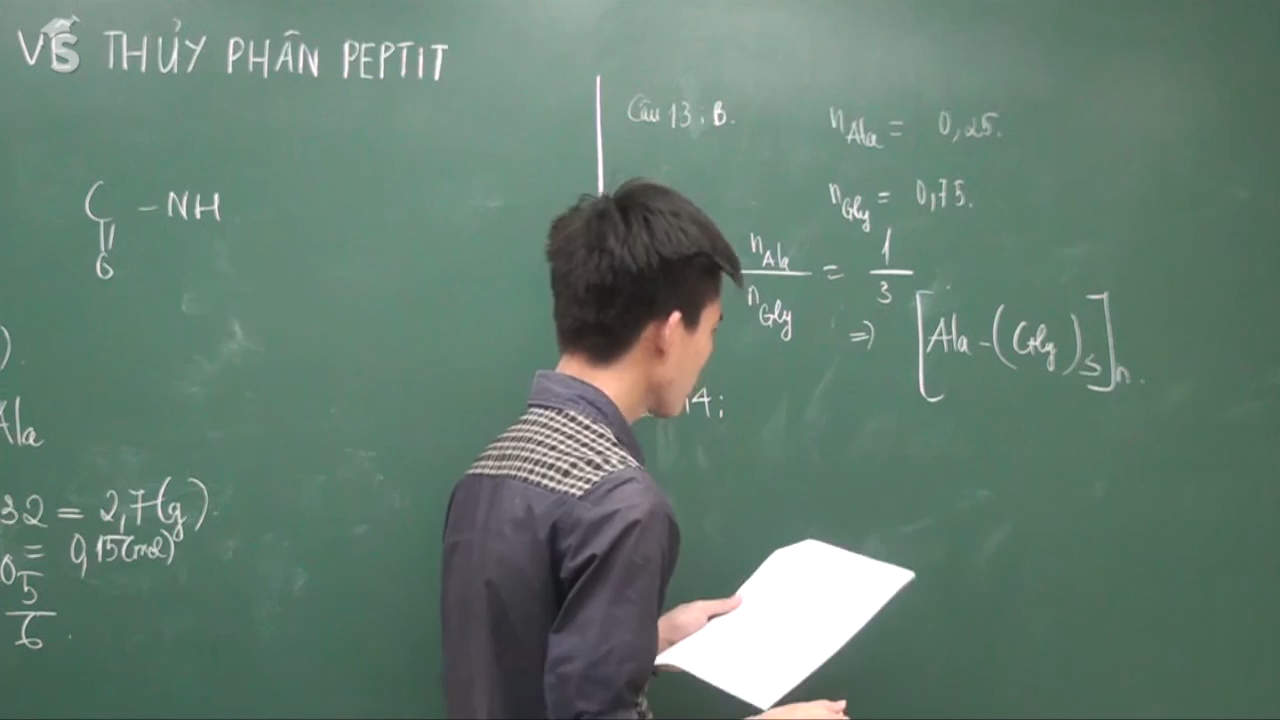 VS THỦY PHÂN PEPTIT
C - NH
O
).
Ala
32 = 2,7(g).
0 = 0,15(mol)
5
6.
Câu 13: B.
nAla = 0,25.
nGly = 0,75.
nAla / nGly = 1/3
⇒ [Ala-(Gly)3]n.
14;